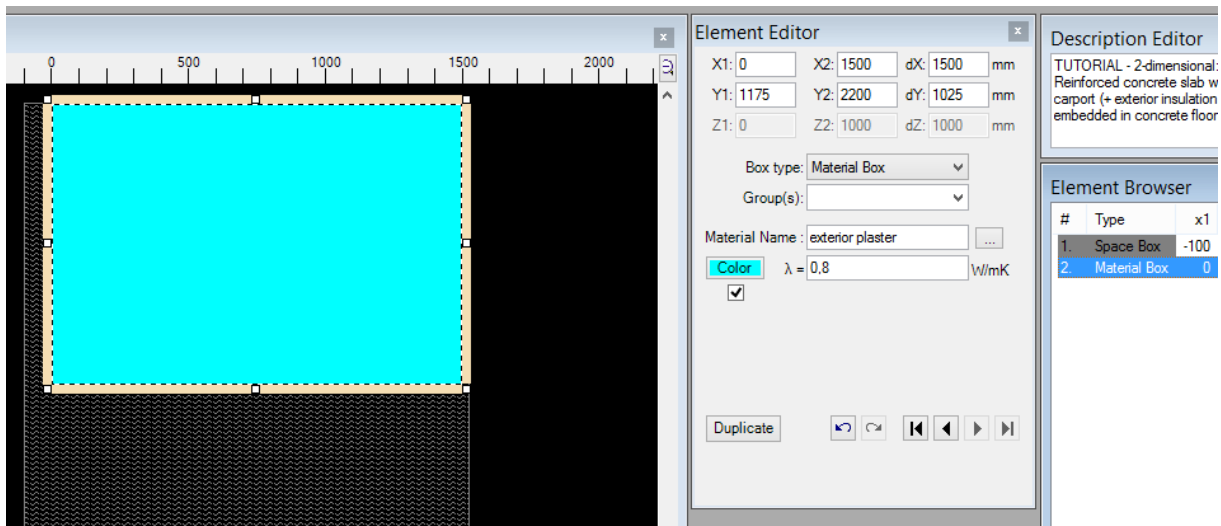 Element Editor
Description Editor
0 500 1000 1500 2000
X1: 0 X2: 1500 dX: 1500 mm
Y1: 1175 Y2: 2200 dY: 1025 mm
Z1: 0 Z2: 1000 dZ: 1000 mm
Box type: Material Box
Group(s):
Material Name : exterior plaster ...
Color λ = 0,8 W/mK
Duplicate
TUTORIAL - 2-dimensional:
Reinforced concrete slab w
carport (+ exterior insulation
embedded in concrete floor
Element Browser
# Type x1
1. Space Box -100
2. Material Box 0